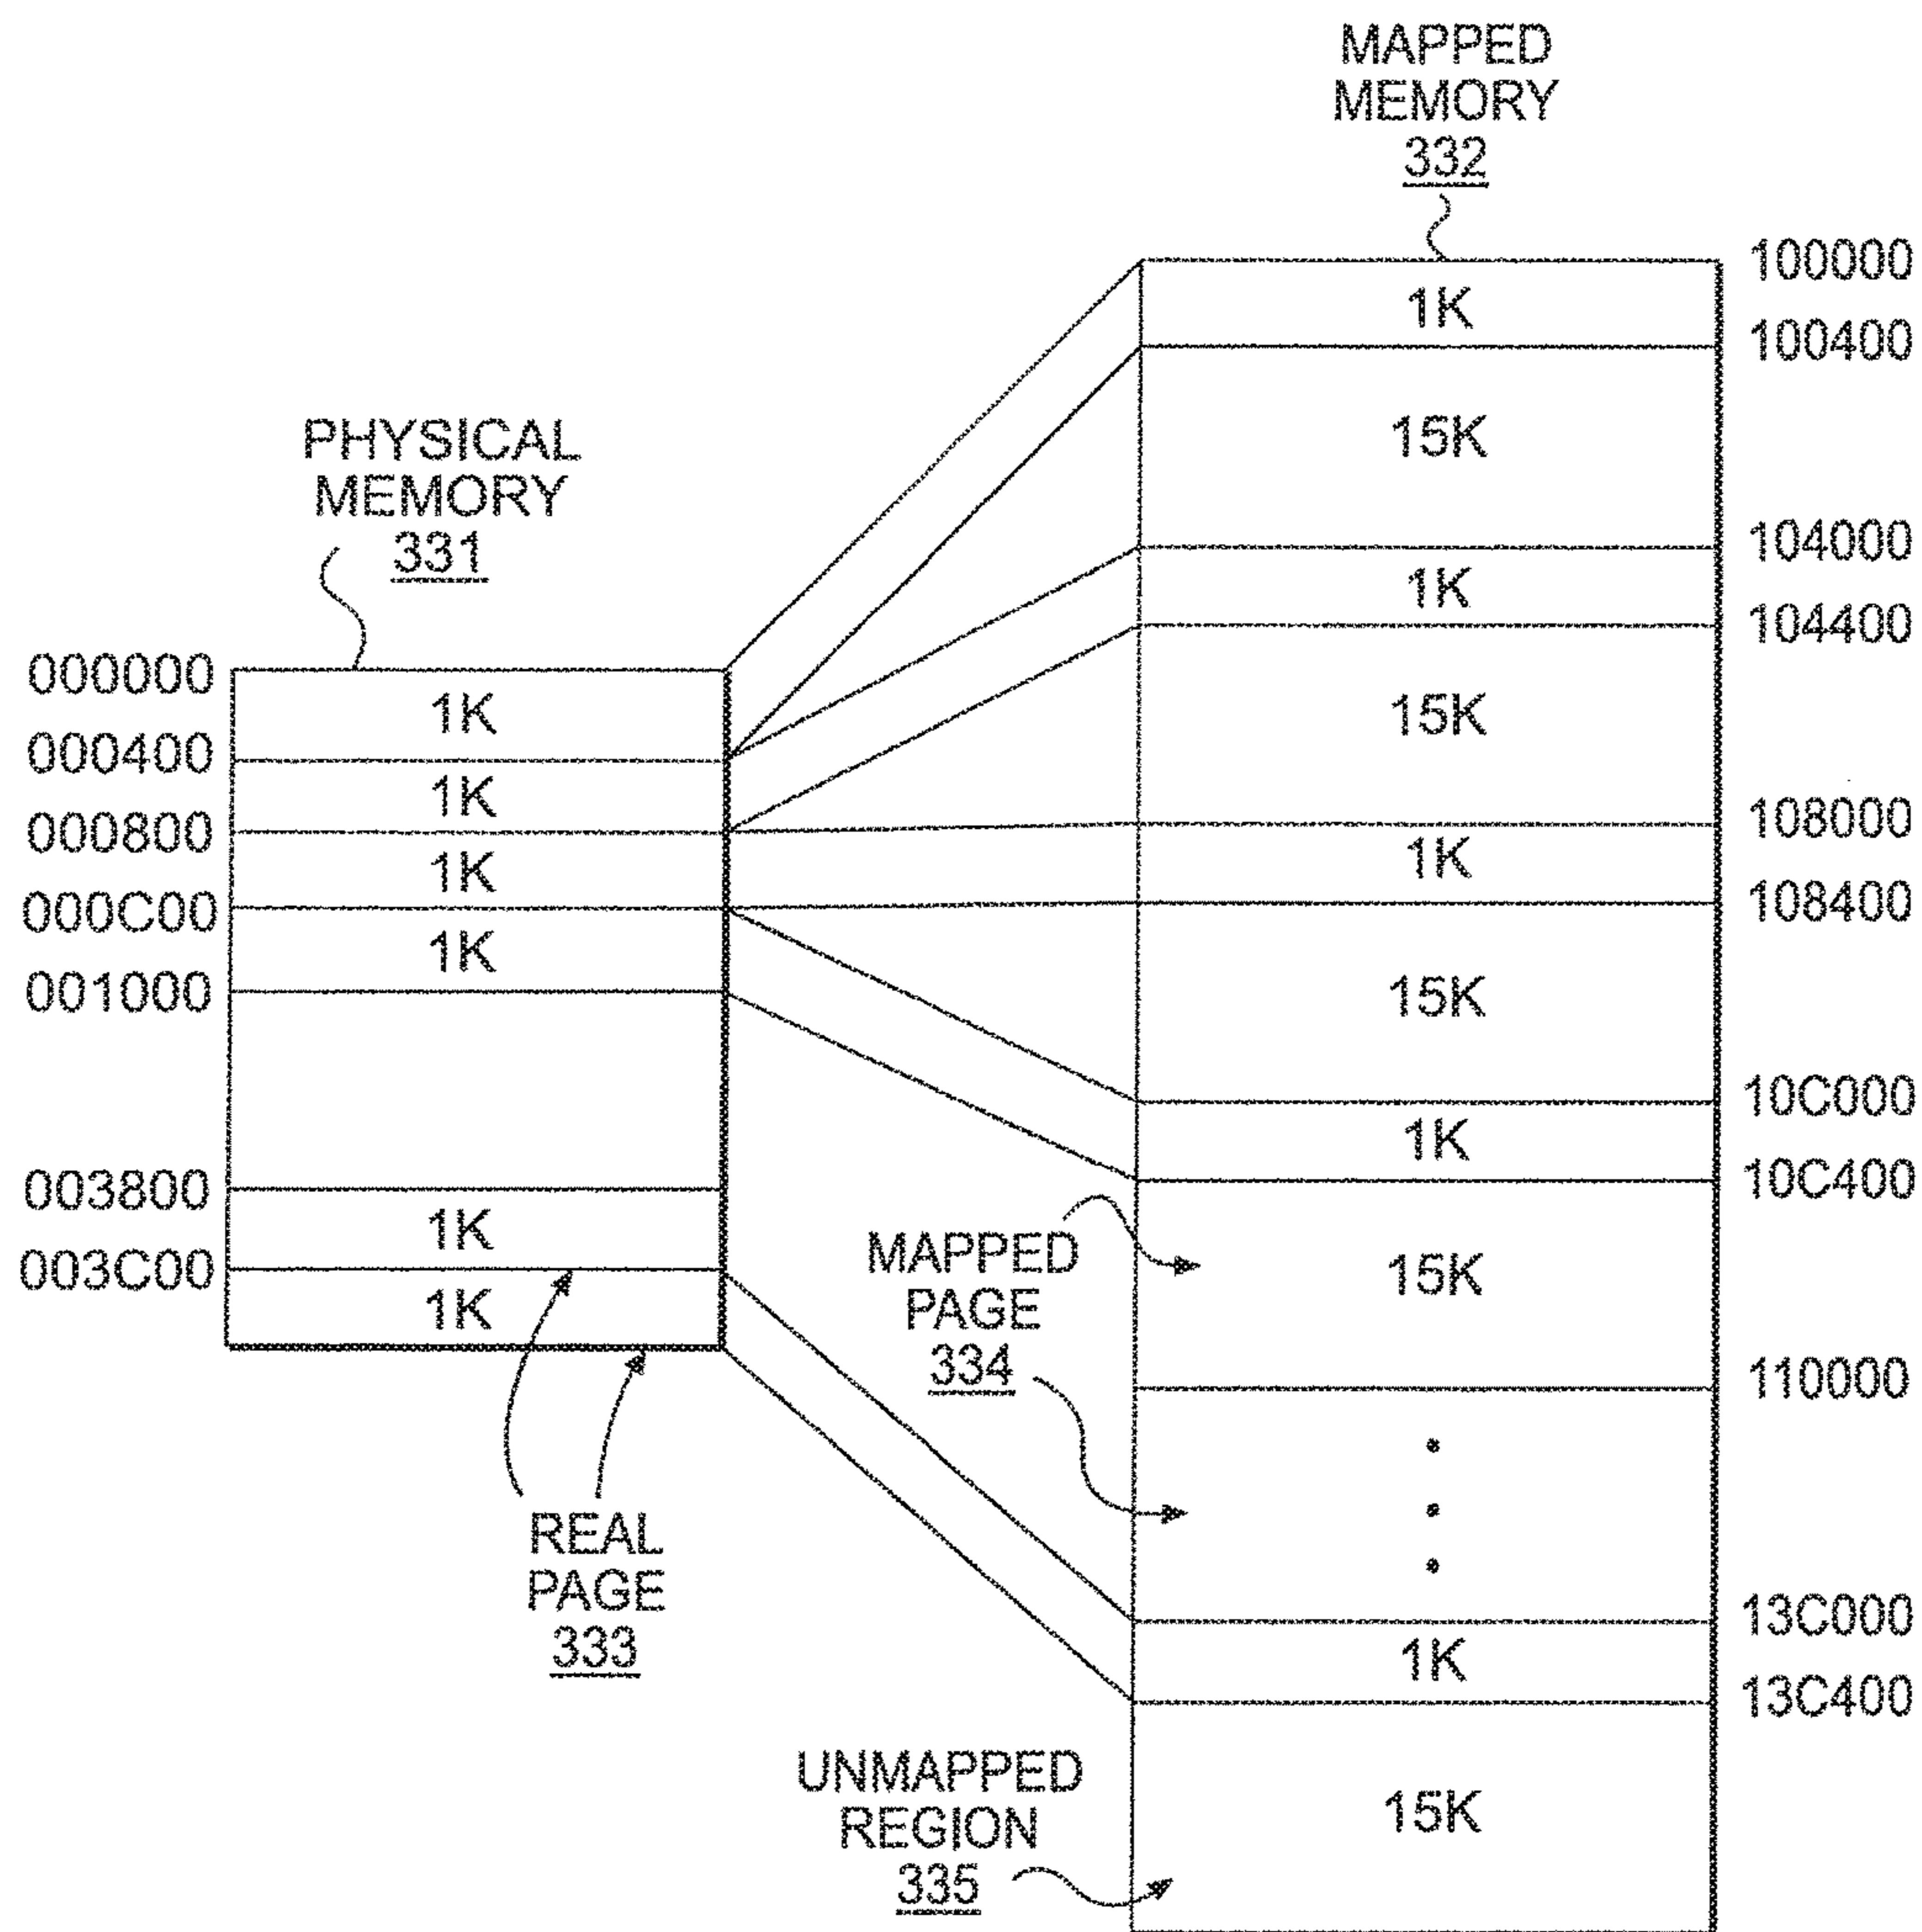 MAPPED
MEMORY
332
100000
1K
100400
15K
104000
1K
104400
15K
108000
1K
108400
15K
10C000
1K
10C400
15K
110000
13C000
1K
13C400
15K
PHYSICAL
MEMORY
331
000000
1K
000400
1K
000800
1K
000C00
1K
001000
003800
1K
003C00
1K
REAL
PAGE
333
MAPPED
PAGE
334
UNMAPPED
REGION
335